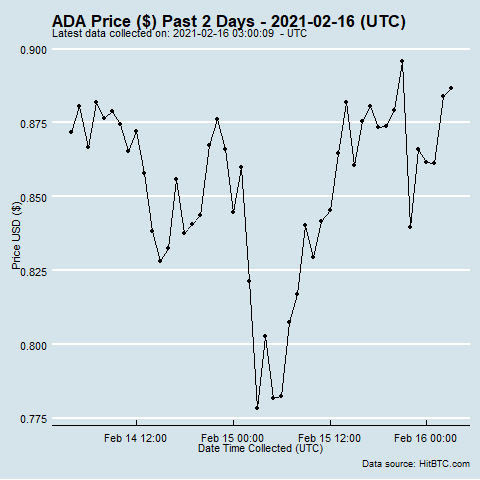 ADA Price ($) Past 2 Days - 2021-02-16 (UTC)
Latest data collected on: 2021-02-16 03:00:09  - UTC
0.900
0.875
0.850
0.825
0.800
0.775
Price USD ($)
Feb 14 12:00
Feb 15 00:00
Feb 15 12:00
Feb 16 00:00
Date Time Collected (UTC)
Data source: HitBTC.com